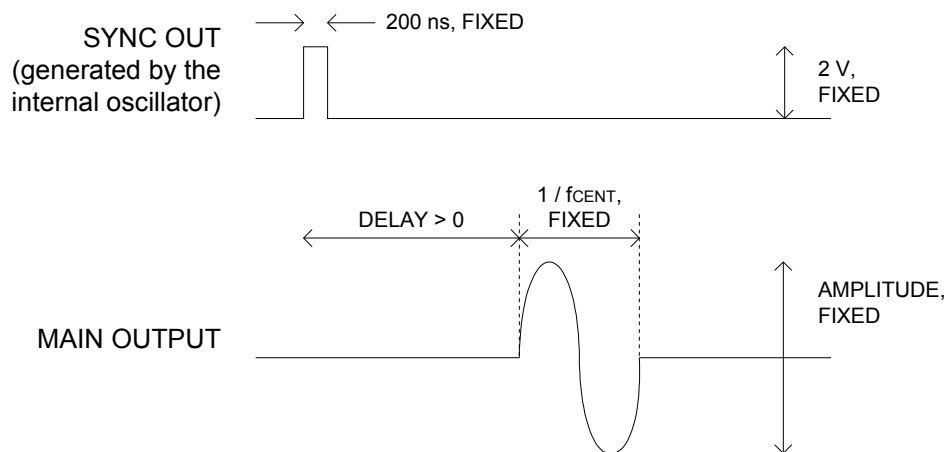 200 ns, FIXED
SYNC OUT
(generated by the
internal oscillator)
2 V,
FIXED
1 / fCENT,
FIXED
DELAY > 0
AMPLITUDE,
FIXED
MAIN OUTPUT